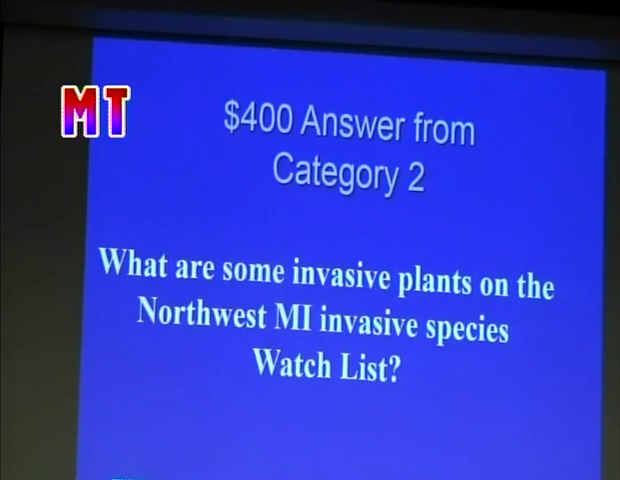 MT
$400 Answer from
Category 2
What are some invasive plants on the
Northwest MI invasive species
Watch List?